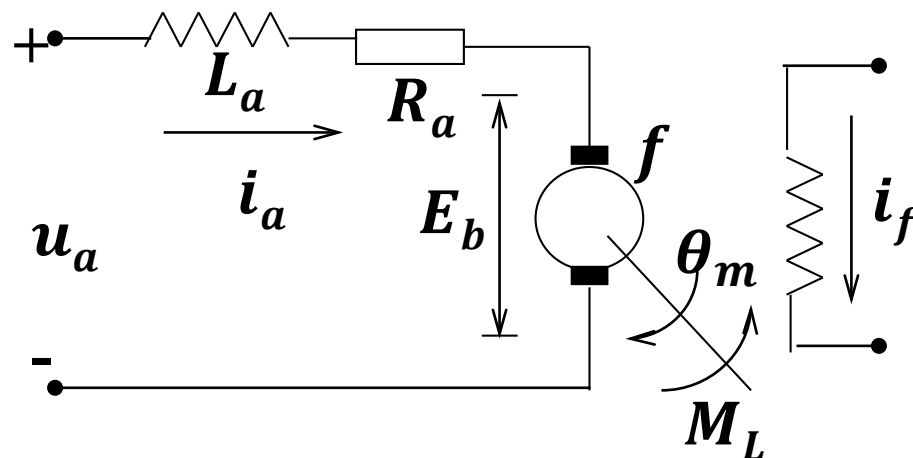 +
L_a
R_a
i_a
u_a
E_b
f
θ_m
i_f
-
M_L